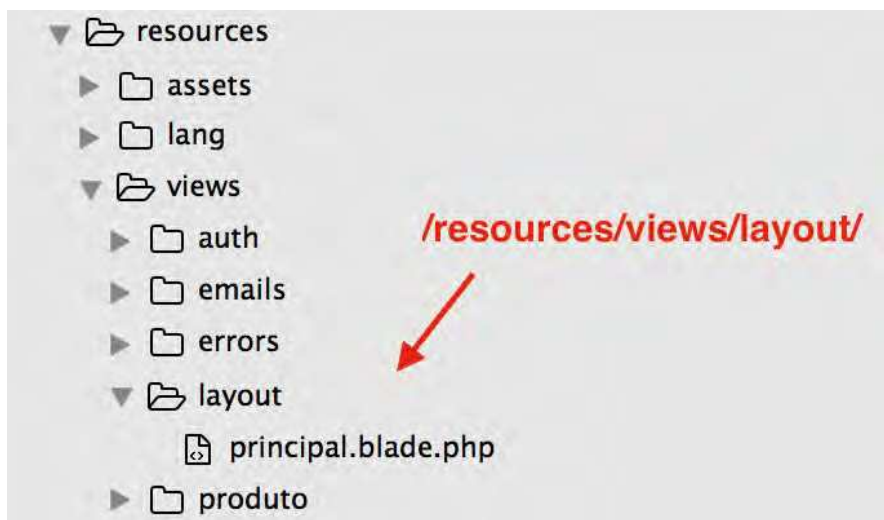 resources
assets
lang
views
auth
/resources/views/layout/
emails
errors
layout
principal.blade.php
produto